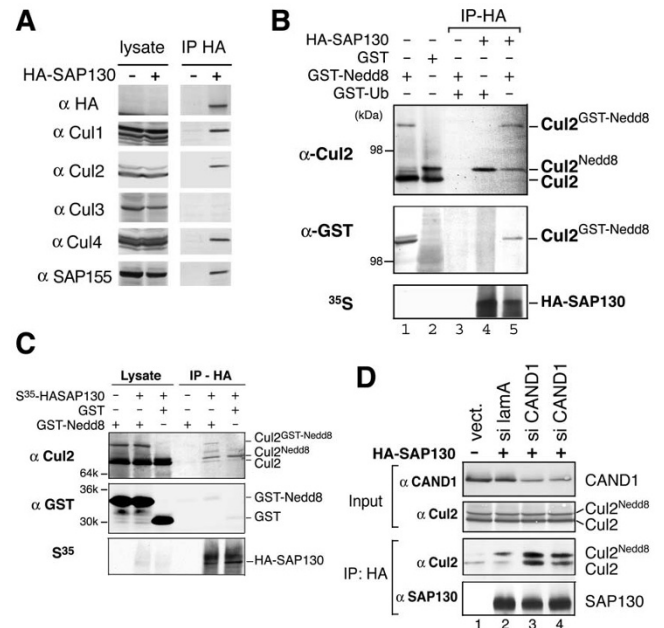 A
lysate IP HA
HA-SAP130 - + - +
α HA
α Cul1
α Cul2
α Cul3
α Cul4
α SAP155
B
IP-HA
HA-SAP130 - - - + +
GST - + - - -
GST-Nedd8 + - + - +
GST-Ub - - + + -
(kDa)
98
α-Cul2
Cul2GST-Nedd8
Cul2Nedd8
Cul2
α-GST
98
Cul2GST-Nedd8
35S
HA-SAP130
1 2 3 4 5
C
Lysate IP - HA
S35-HASAP130 - + + - + +
GST - - + - - +
GST-Nedd8 + + - + + -
α Cul2
64k
Cul2GST-Nedd8
Cul2Nedd8
Cul2
α GST
36k
30k
GST-Nedd8
GST
S35
HA-SAP130
D
vect.
si lamA
si CAND1
si CAND1
HA-SAP130 - + + +
Input
α CAND1 CAND1
α Cul2
Cul2Nedd8
Cul2
IP: HA
α Cul2
Cul2Nedd8
Cul2
α SAP130 SAP130
1 2 3 4